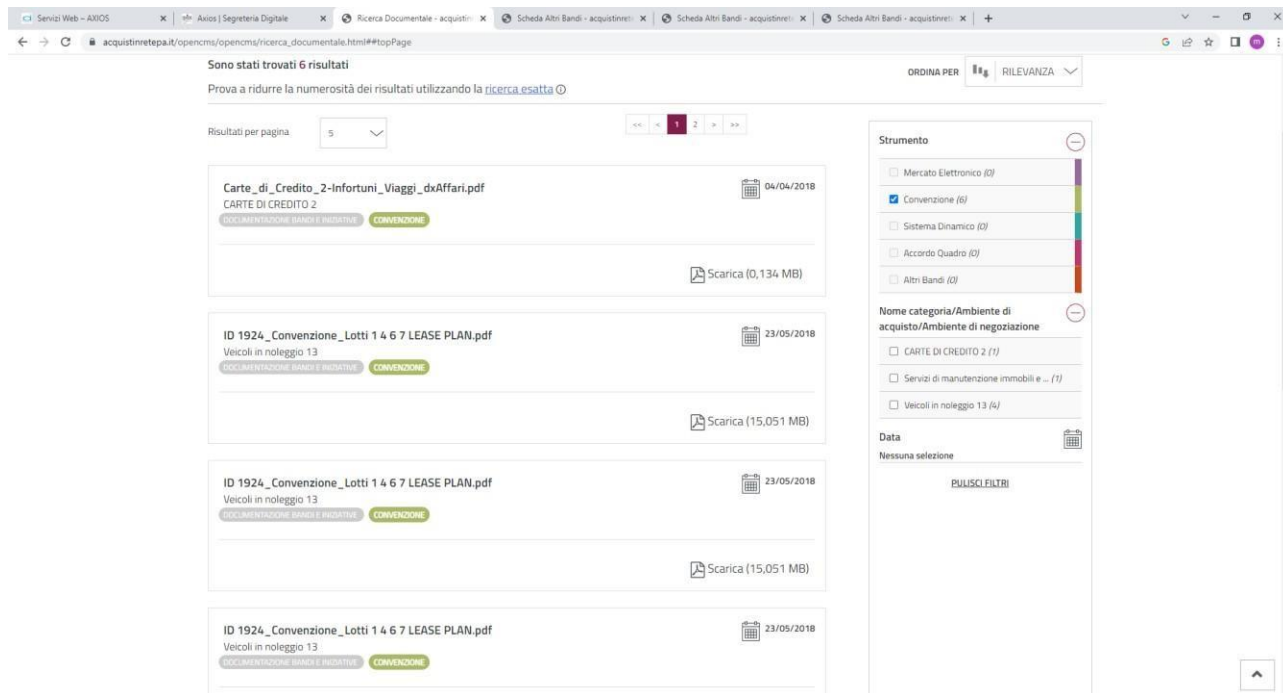 Servizi Web – AXIOS
Axios | Segreteria Digitale
Ricerca Documentale - acquistin
Scheda Altri Bandi - acquistinret
Scheda Altri Bandi - acquistinret
Scheda Altri Bandi - acquistinret
acquistinretepa.it/opencms/opencms/ricerca_documentale.html##topPage
Sono stati trovati 6 risultati
ORDINA PER RILEVANZA
Prova a ridurre la numerosità dei risultati utilizzando la ricerca esatta
Risultati per pagina 5
<< < 1 2 > >>
Carte_di_Credito_2-Infortuni_Viaggi_dxAffari.pdf
04/04/2018
CARTE DI CREDITO 2
DOCUMENTAZIONE BANDI E INIZIATIVE CONVENZIONE
Scarica (0,134 MB)
ID 1924_Convenzione_Lotti 1 4 6 7 LEASE PLAN.pdf
23/05/2018
Veicoli in noleggio 13
DOCUMENTAZIONE BANDI E INIZIATIVE CONVENZIONE
Scarica (15,051 MB)
ID 1924_Convenzione_Lotti 1 4 6 7 LEASE PLAN.pdf
23/05/2018
Veicoli in noleggio 13
DOCUMENTAZIONE BANDI E INIZIATIVE CONVENZIONE
Scarica (15,051 MB)
ID 1924_Convenzione_Lotti 1 4 6 7 LEASE PLAN.pdf
23/05/2018
Veicoli in noleggio 13
DOCUMENTAZIONE BANDI E INIZIATIVE CONVENZIONE
Strumento
Mercato Elettronico (0)
Convenzione (6)
Sistema Dinamico (0)
Accordo Quadro (0)
Altri Bandi (0)
Nome categoria/Ambiente di
acquisto/Ambiente di negoziazione
CARTE DI CREDITO 2 (1)
Servizi di manutenzione immobili e ... (1)
Veicoli in noleggio 13 (4)
Data
Nessuna selezione
PULISCI FILTRI